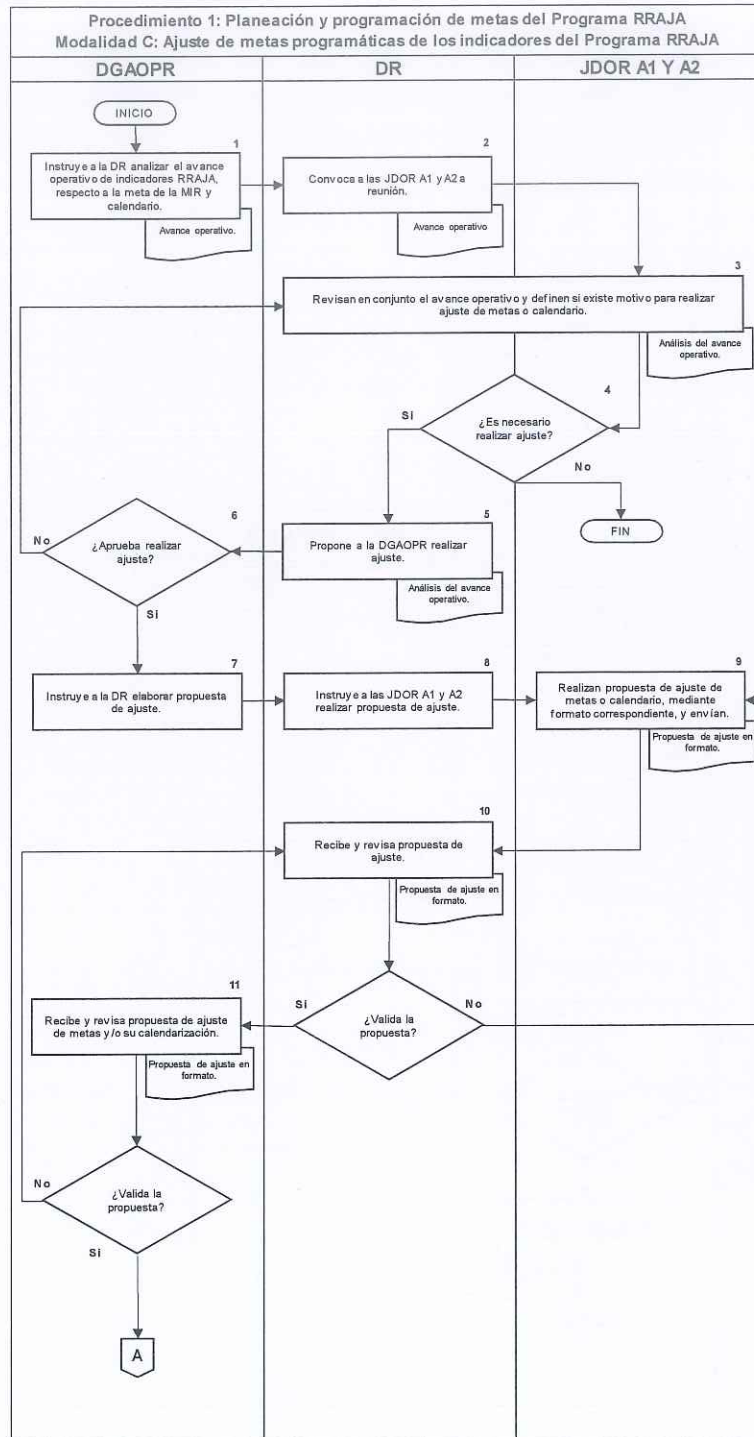 Procedimiento 1: Planeación y programación de metas del Programa RRAJA
Modalidad C: Ajuste de metas programáticas de los indicadores del Programa RRAJA
DGAOPR
DR
JDOR A1 Y A2
INICIO
1
Instruye a la DR analizar el avance
operativo de indicadores RRAJA,
respecto a la meta de la MIR y
calendario.
Avance operativo.
2
Convoca a las JDOR A1 y A2 a
reunión.
Avance operativo
3
Revisan en conjunto el avance operativo y definen si existe motivo para realizar
ajuste de metas o calendario.
Análisis del avance
operativo.
4
¿Es necesario
realizar ajuste?
Si
No
FIN
5
Propone a la DGAOPR realizar
ajuste.
Análisis del avance
operativo.
6
¿Aprueba realizar
ajuste?
No
Si
7
Instruye a la DR elaborar propuesta
de ajuste.
8
Instruye a las JDOR A1 y A2
realizar propuesta de ajuste.
9
Realizan propuesta de ajuste de
metas o calendario, mediante
formato correspondiente, y envían.
Propuesta de ajuste en
formato.
10
Recibe y revisa propuesta de
ajuste.
Propuesta de ajuste en
formato.
¿Valida la
propuesta?
Si
No
11
Recibe y revisa propuesta de ajuste
de metas y/o su calendarización.
Propuesta de ajuste en
formato.
¿Valida la
propuesta?
No
Si
A